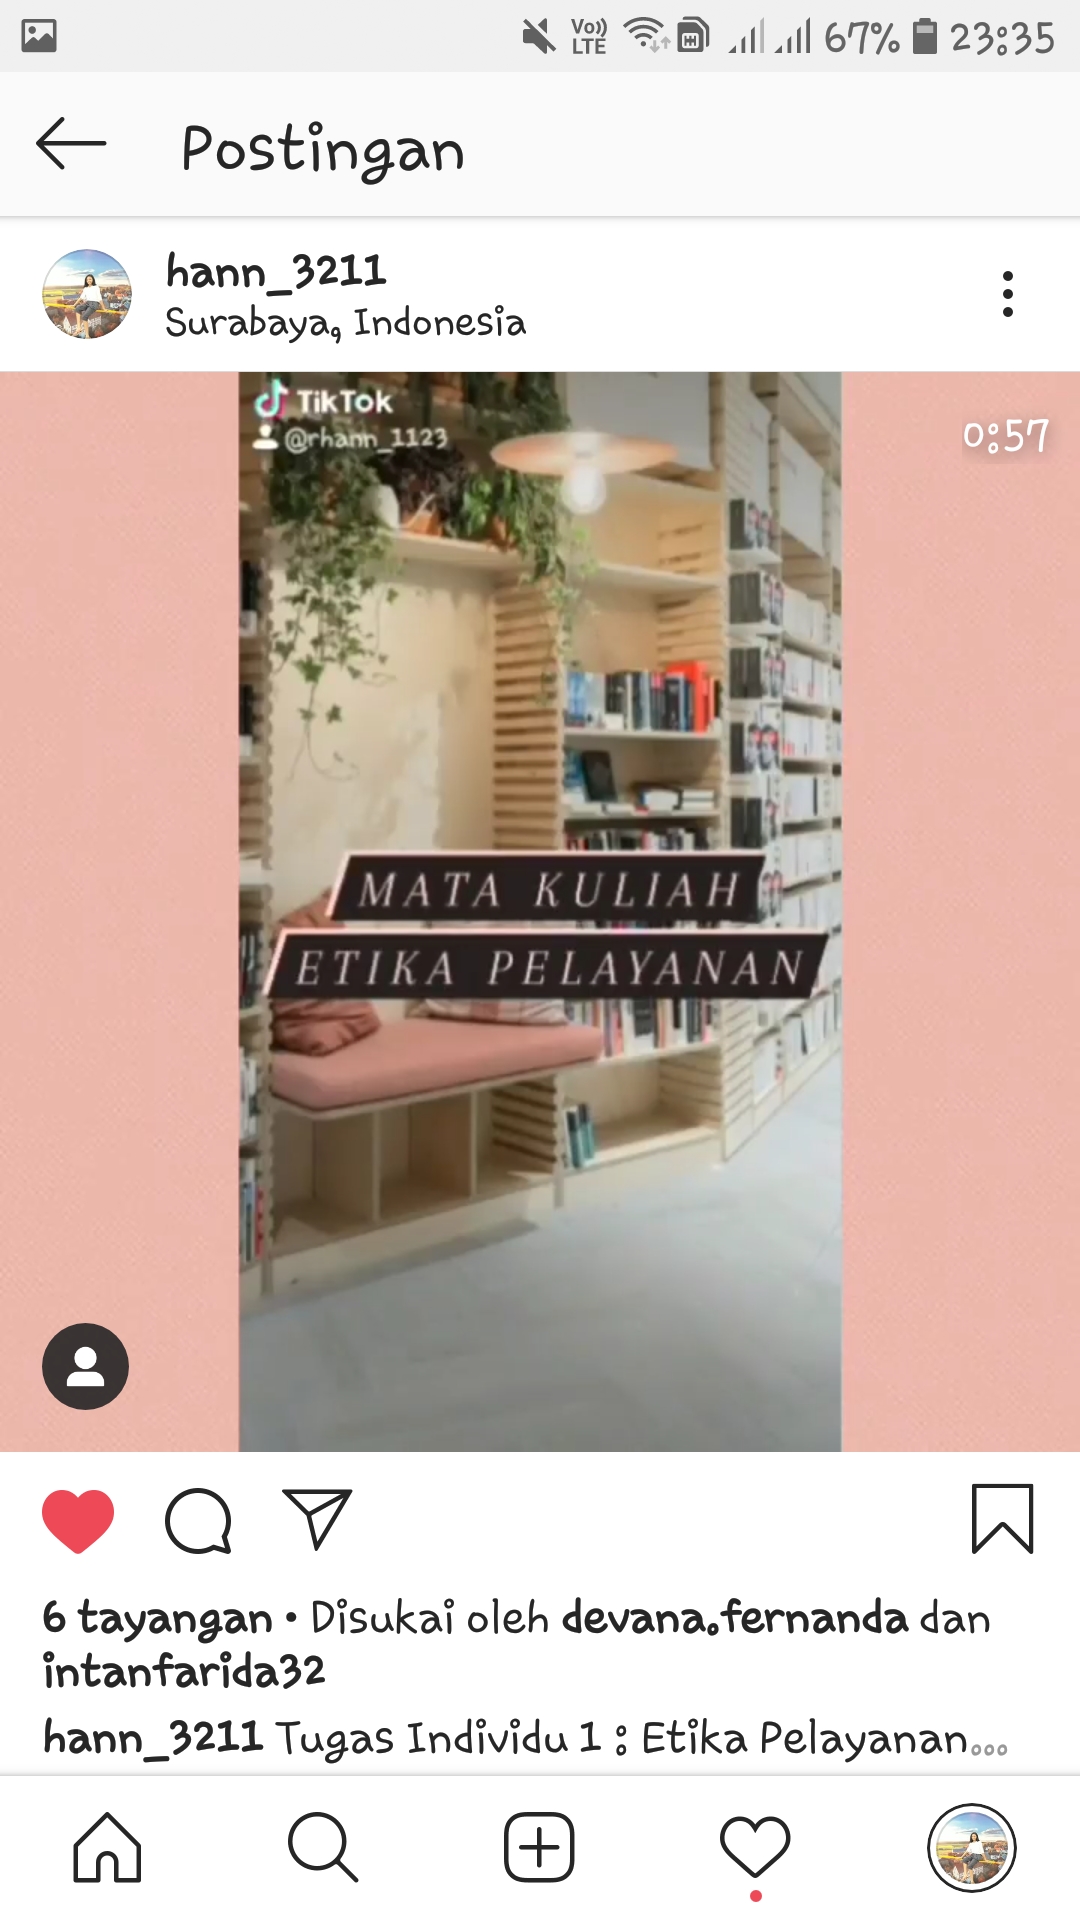 Vo)) LTE 67% 23:35
Postingan
hann_3211
Surabaya, Indonesia
TikTok
@rhann_1123
0:57
MATA KULIAH
ETIKA PELAYANAN
6 tayangan • Disukai oleh devana.fernanda dan
intanfarida32
hann_3211 Tugas Individu 1 : Etika Pelayanan...